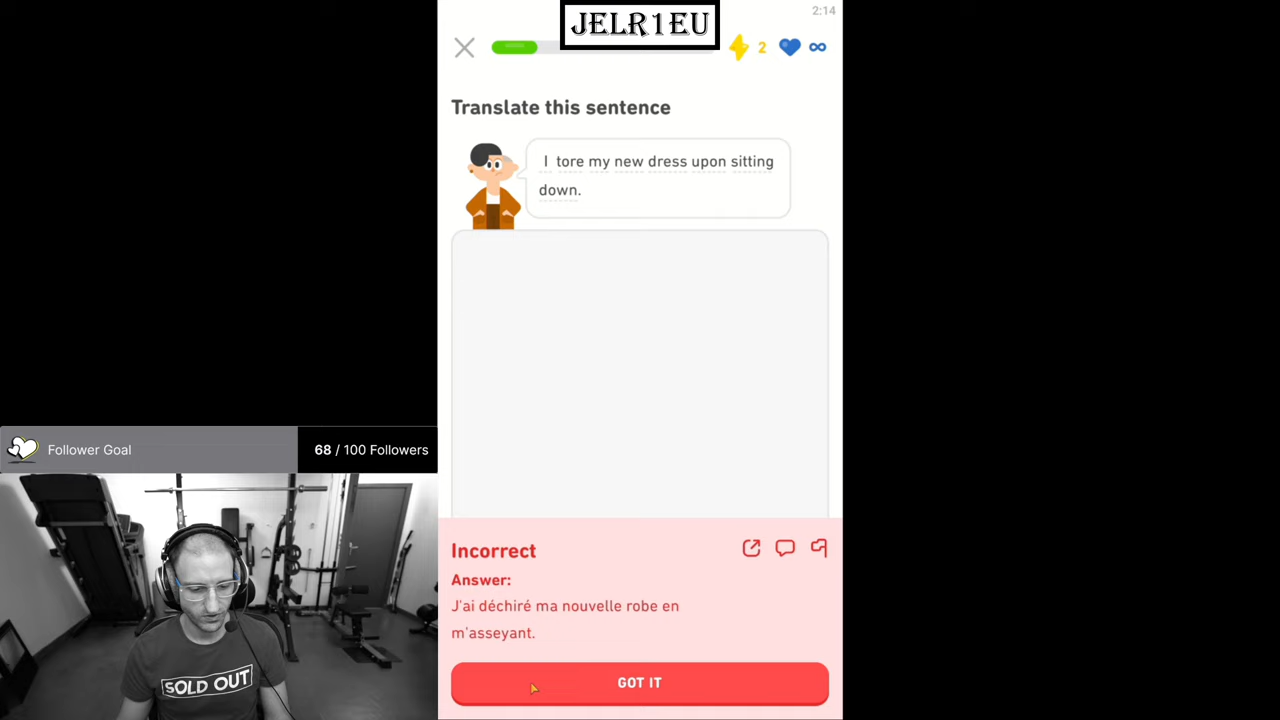 JELR1EU
2:14
2
∞
Translate this sentence
I tore my new dress upon sitting
down.
Follower Goal
68 / 100 Followers
SOLD OUT
Incorrect
Answer:
J'ai déchiré ma nouvelle robe en
m'asseyant.
GOT IT